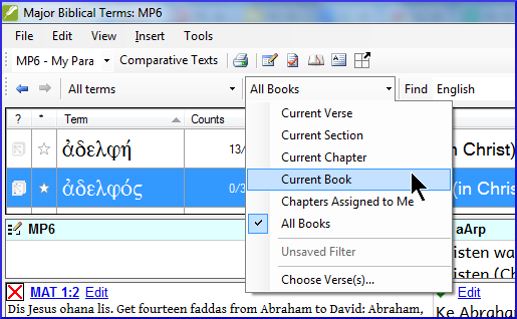 Major Biblical Terms: MP6
File Edit View Insert Tools
MP6 - My Para Comparative Texts
All terms All Books Find English
? Term Counts
ἀδελφή 13/ in Christ)
ἀδελφός 0/3 (in Chris
Current Verse
Current Section
Current Chapter
Current Book
Chapters Assigned to Me
All Books
Unsaved Filter
Choose Verse(s)...
MP6 aArp
isten wa
isten (Ch
MAT 1:2 Edit Edit
Dis Jesus ohana lis. Get fourteen faddas from Abraham to David: Abraham, Ke Abraha